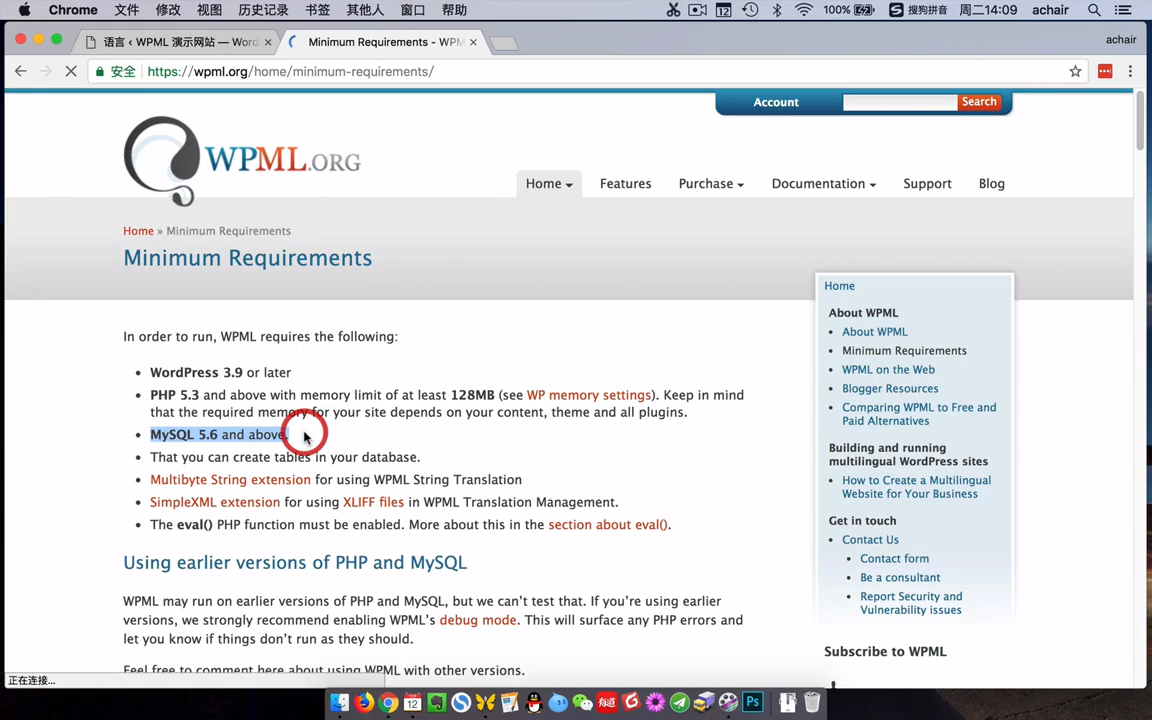 Chrome 文件 修改 视图 历史记录 书签 其他人 窗口 帮助 12 100% 搜狗拼音 周二14:09 achair
语言 ‹ WPML 演示网站 — Word Minimum Requirements - WPM achair
安全 https://wpml.org/home/minimum-requirements/
Account Search
WPML.ORG
Home Features Purchase Documentation Support Blog
Home » Minimum Requirements
Minimum Requirements
In order to run, WPML requires the following:
• WordPress 3.9 or later
• PHP 5.3 and above with memory limit of at least 128MB (see WP memory settings). Keep in mind
that the required memory for your site depends on your content, theme and all plugins.
• MySQL 5.6 and above.
• That you can create tables in your database.
• Multibyte String extension for using WPML String Translation
• SimpleXML extension for using XLIFF files in WPML Translation Management.
• The eval() PHP function must be enabled. More about this in the section about eval().
Using earlier versions of PHP and MySQL
WPML may run on earlier versions of PHP and MySQL, but we can't test that. If you're using earlier
versions, we strongly recommend enabling WPML's debug mode. This will surface any PHP errors and
let you know if things don't run as they should.
Feel free to comment here about using WPML with other versions.
Home
About WPML
• About WPML
• Minimum Requirements
• WPML on the Web
• Blogger Resources
• Comparing WPML to Free and
Paid Alternatives
Building and running
multilingual WordPress sites
• How to Create a Multilingual
Website for Your Business
Get in touch
• Contact Us
• Contact form
• Be a consultant
• Report Security and
Vulnerability issues
Subscribe to WPML
正在连接...
12 有道 Ps